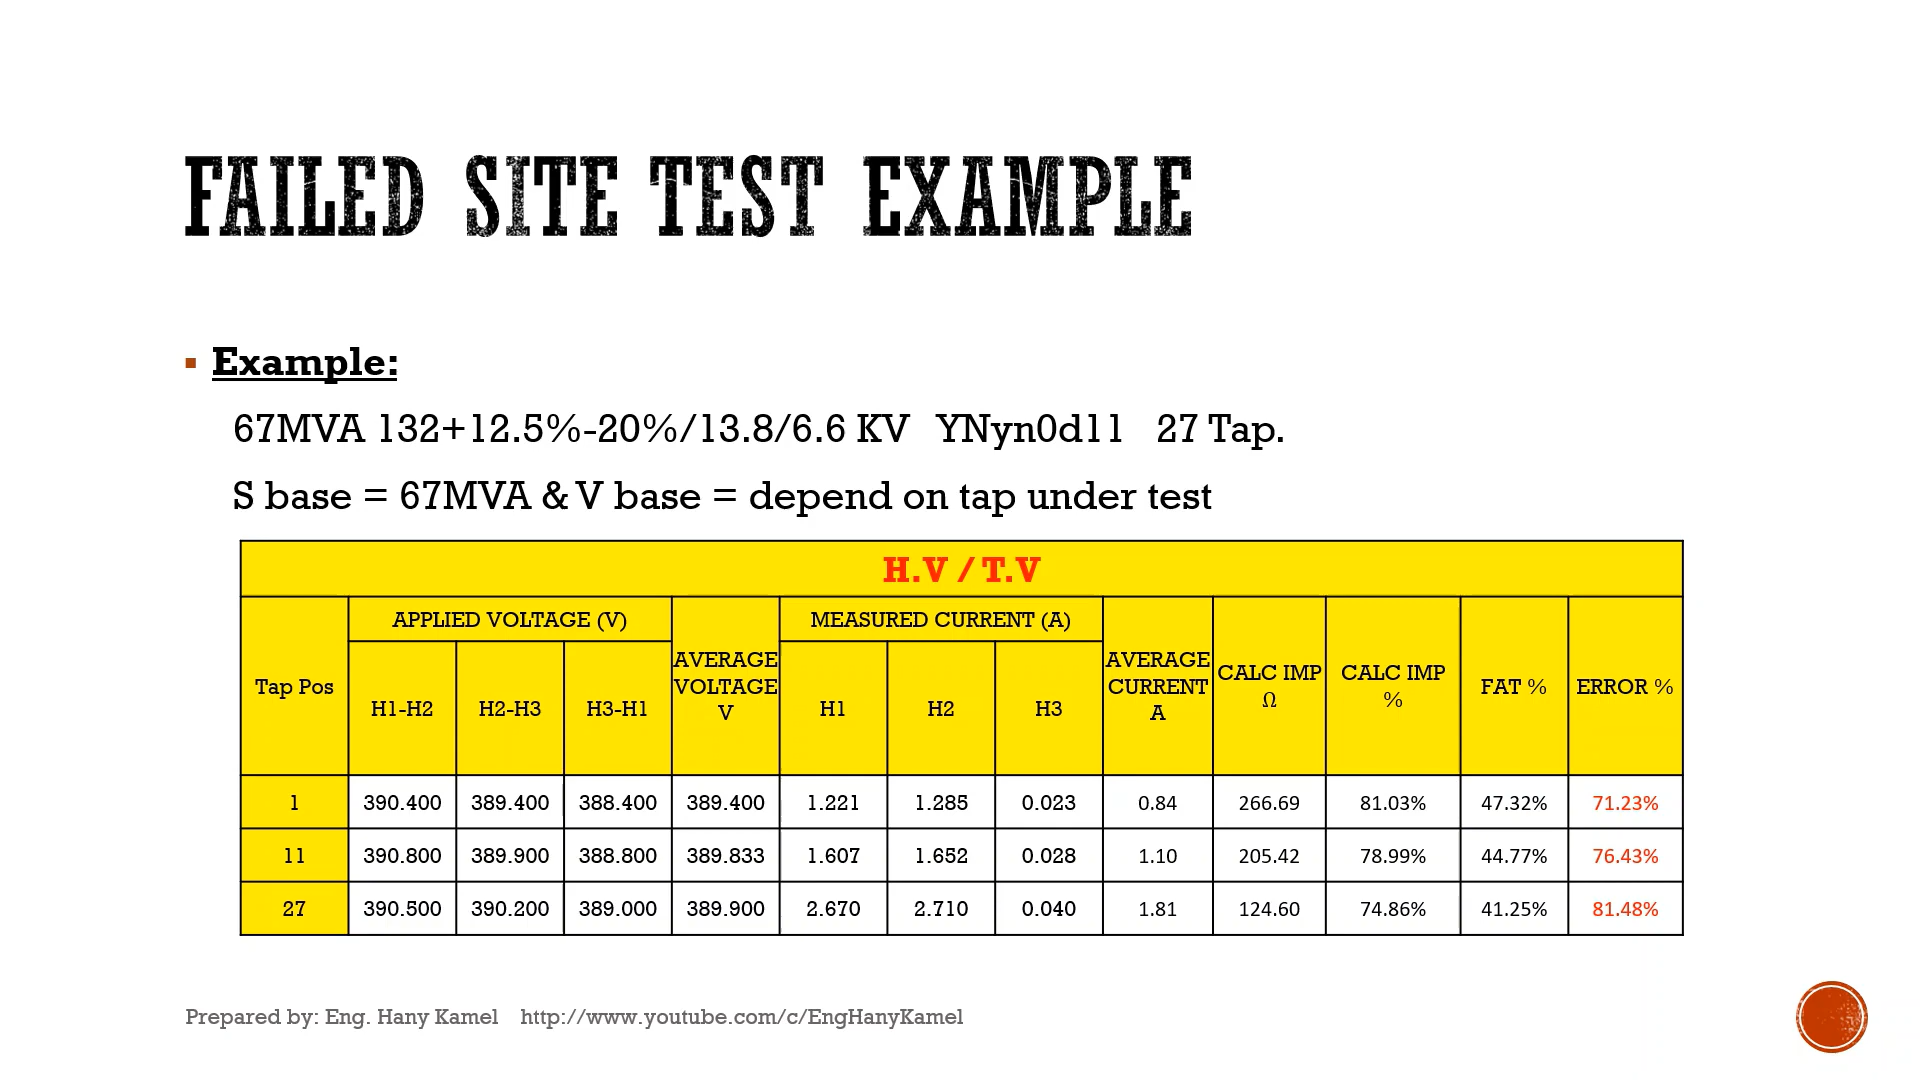 FAILED SITE TEST EXAMPLE
Example:
67MVA 132+12.5%-20%/13.8/6.6 KV YNyn0d11 27 Tap.
S base = 67MVA & V base = depend on tap under test
H.V / T.V
Tap Pos
APPLIED VOLTAGE (V)
AVERAGE
VOLTAGE
V
MEASURED CURRENT (A)
AVERAGE
CURRENT
A
CALC IMP
Ω
CALC IMP
%
FAT %
ERROR %
H1-H2 H2-H3 H3-H1 H1 H2 H3
1 390.400 389.400 388.400 389.400 1.221 1.285 0.023 0.84 266.69 81.03% 47.32% 71.23%
11 390.800 389.900 388.800 389.833 1.607 1.652 0.028 1.10 205.42 78.99% 44.77% 76.43%
27 390.500 390.200 389.000 389.900 2.670 2.710 0.040 1.81 124.60 74.86% 41.25% 81.48%
Prepared by: Eng. Hany Kamel http://www.youtube.com/c/EngHanyKamel